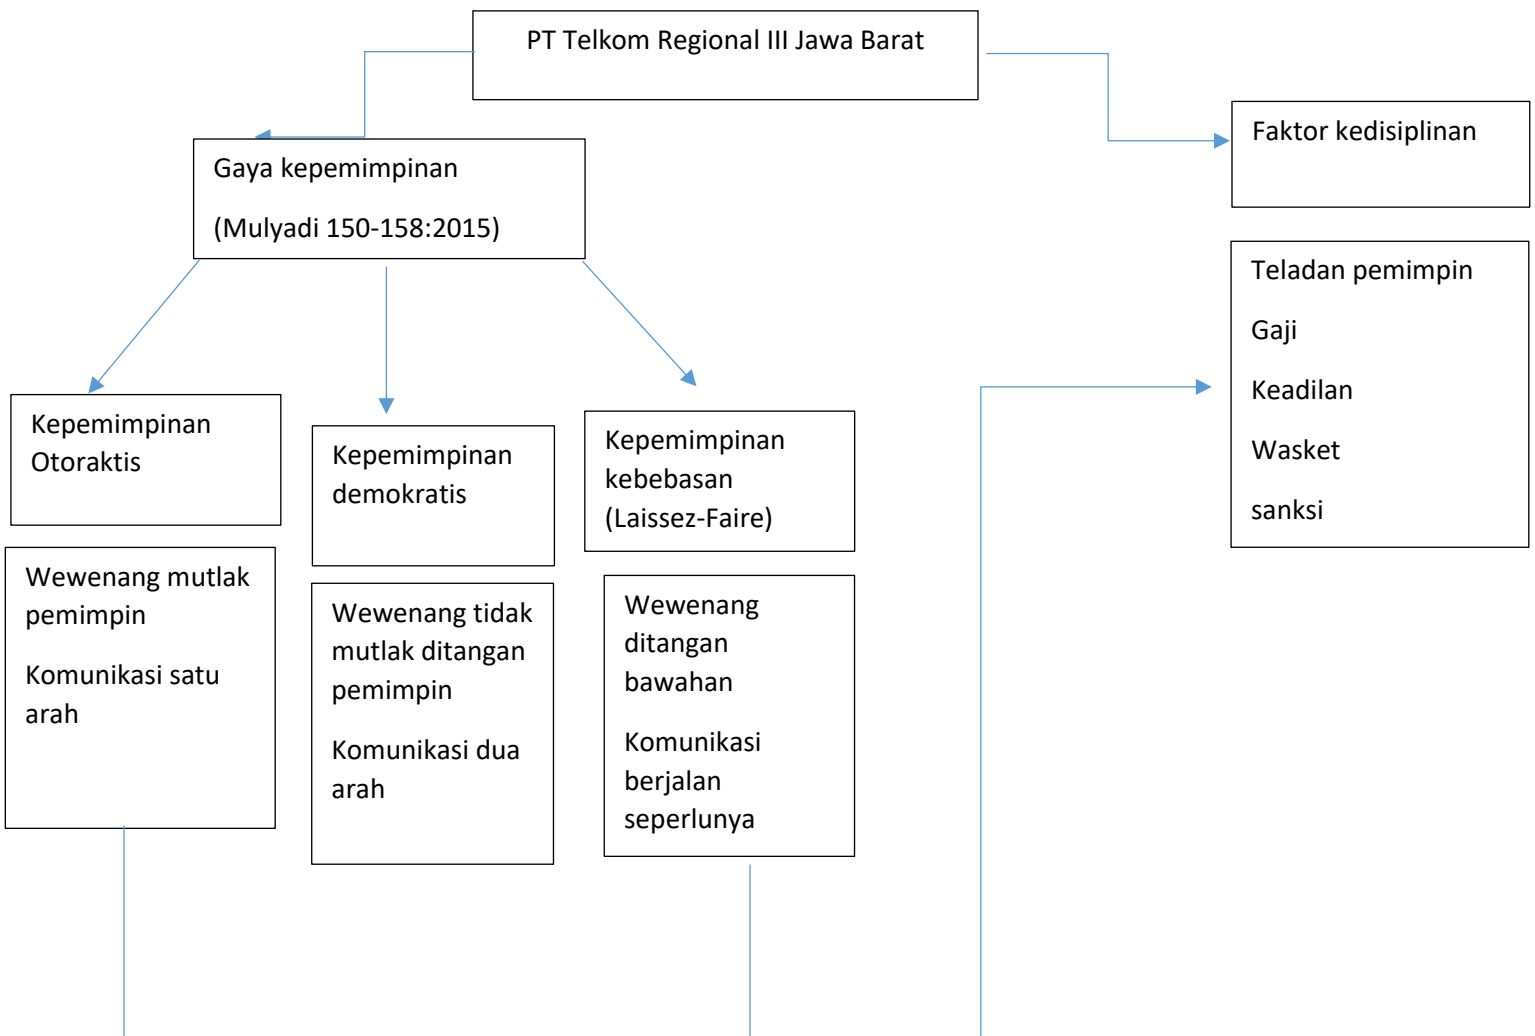 PT Telkom Regional III Jawa Barat
Faktor kedisiplinan
Gaya kepemimpinan
(Mulyadi 150-158:2015)
Teladan pemimpin
Gaji
Keadilan
Wasket
sanksi
Kepemimpinan
Otoraktis
Kepemimpinan
demokratis
Kepemimpinan
kebebasan
(Laissez-Faire)
Wewenang mutlak
pemimpin
Komunikasi satu
arah
Wewenang tidak
mutlak ditangan
pemimpin
Komunikasi dua
arah
Wewenang
ditangan
bawahan
Komunikasi
berjalan
seperlunya